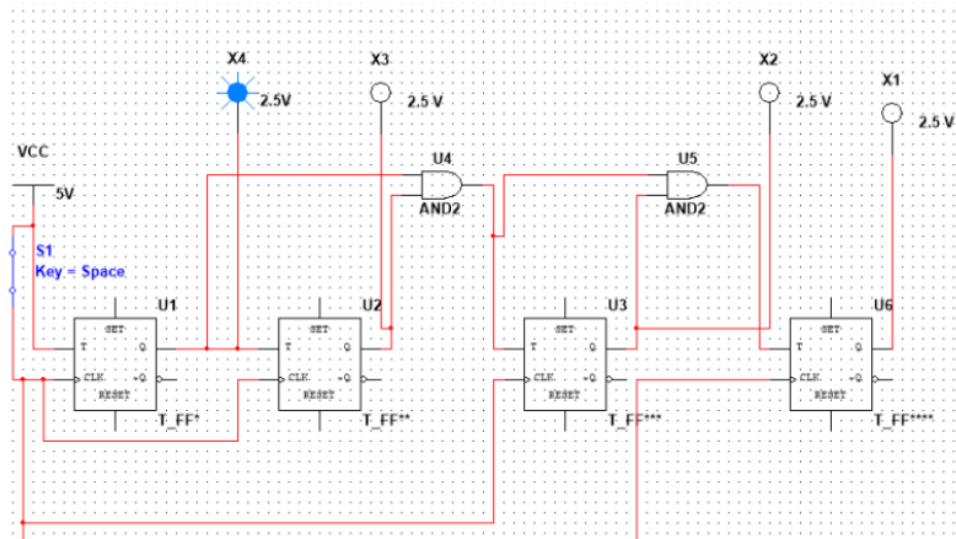 X4
2.5V
X3
2.5 V
X2
2.5 V
X1
2.5 V
VCC
5V
S1
Key = Space
U4
AND2
U5
AND2
U1
SET
T
Q
CLK
~Q
RESET
T_FF*
U2
SET
T
Q
CLK
~Q
RESET
T_FF**
U3
SET
T
Q
CLK
~Q
RESET
T_FF***
U6
SET
T
Q
CLK
~Q
RESET
T_FF****